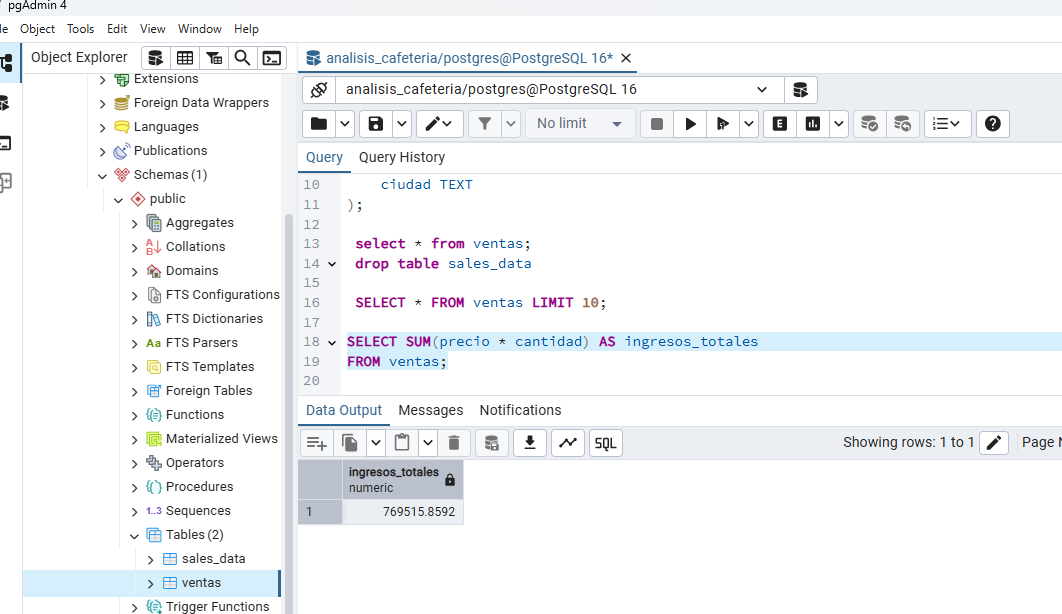 pgAdmin 4
le Object Tools Edit View Window Help
Object Explorer
Extensions
Foreign Data Wrappers
Languages
Publications
Schemas (1)
public
Aggregates
Collations
Domains
FTS Configurations
FTS Dictionaries
Aa FTS Parsers
FTS Templates
Foreign Tables
Functions
Materialized Views
Operators
Procedures
1..3 Sequences
Tables (2)
sales_data
ventas
Trigger Functions
analisis_cafeteria/postgres@PostgreSQL 16*
analisis_cafeteria/postgres@PostgreSQL 16
No limit
E
Query Query History
10 ciudad TEXT
11 );
12
13 select * from ventas;
14 drop table sales_data
15
16 SELECT * FROM ventas LIMIT 10;
17
18 SELECT SUM(precio * cantidad) AS ingresos_totales
19 FROM ventas;
20
Data Output Messages Notifications
SQL
Showing rows: 1 to 1
Page N
ingresos_totales
numeric
1 769515.8592